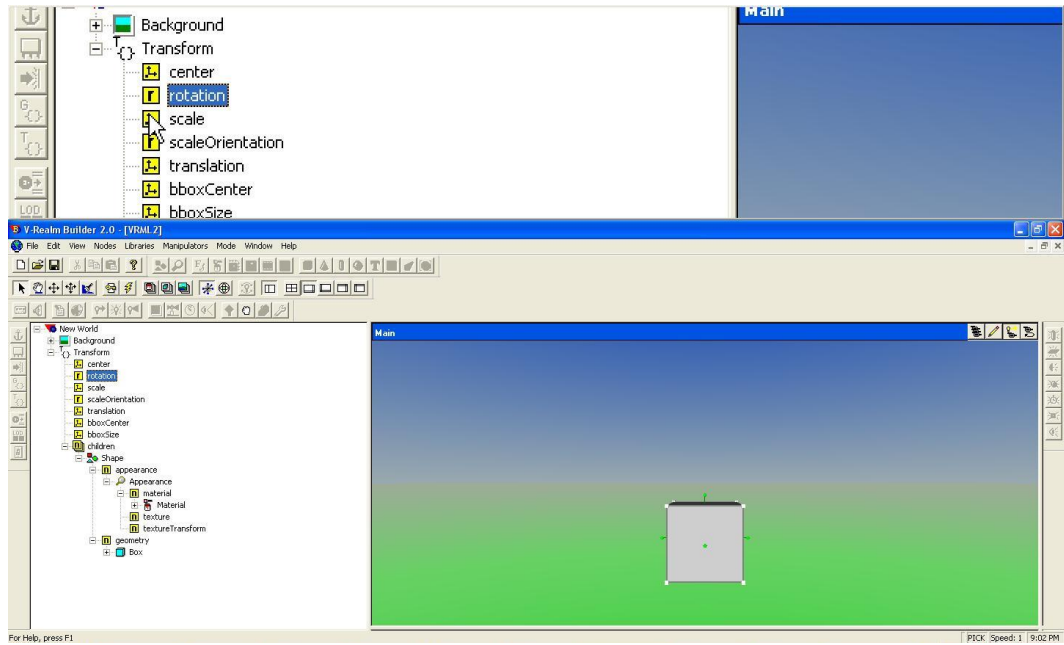 Main
Background
Transform
center
rotation
scale
scaleOrientation
translation
bboxCenter
bboxSize
V-Realm Builder 2.0 - [VRML2]
File Edit View Nodes Libraries Manipulators Mode Window Help
New World
Main
Background
Transform
center
rotation
scale
scaleOrientation
translation
bboxCenter
bboxSize
children
Shape
appearance
Appearance
material
Material
texture
textureTransform
geometry
Box
For Help, press F1
PICK Speed: 1 9:02 PM